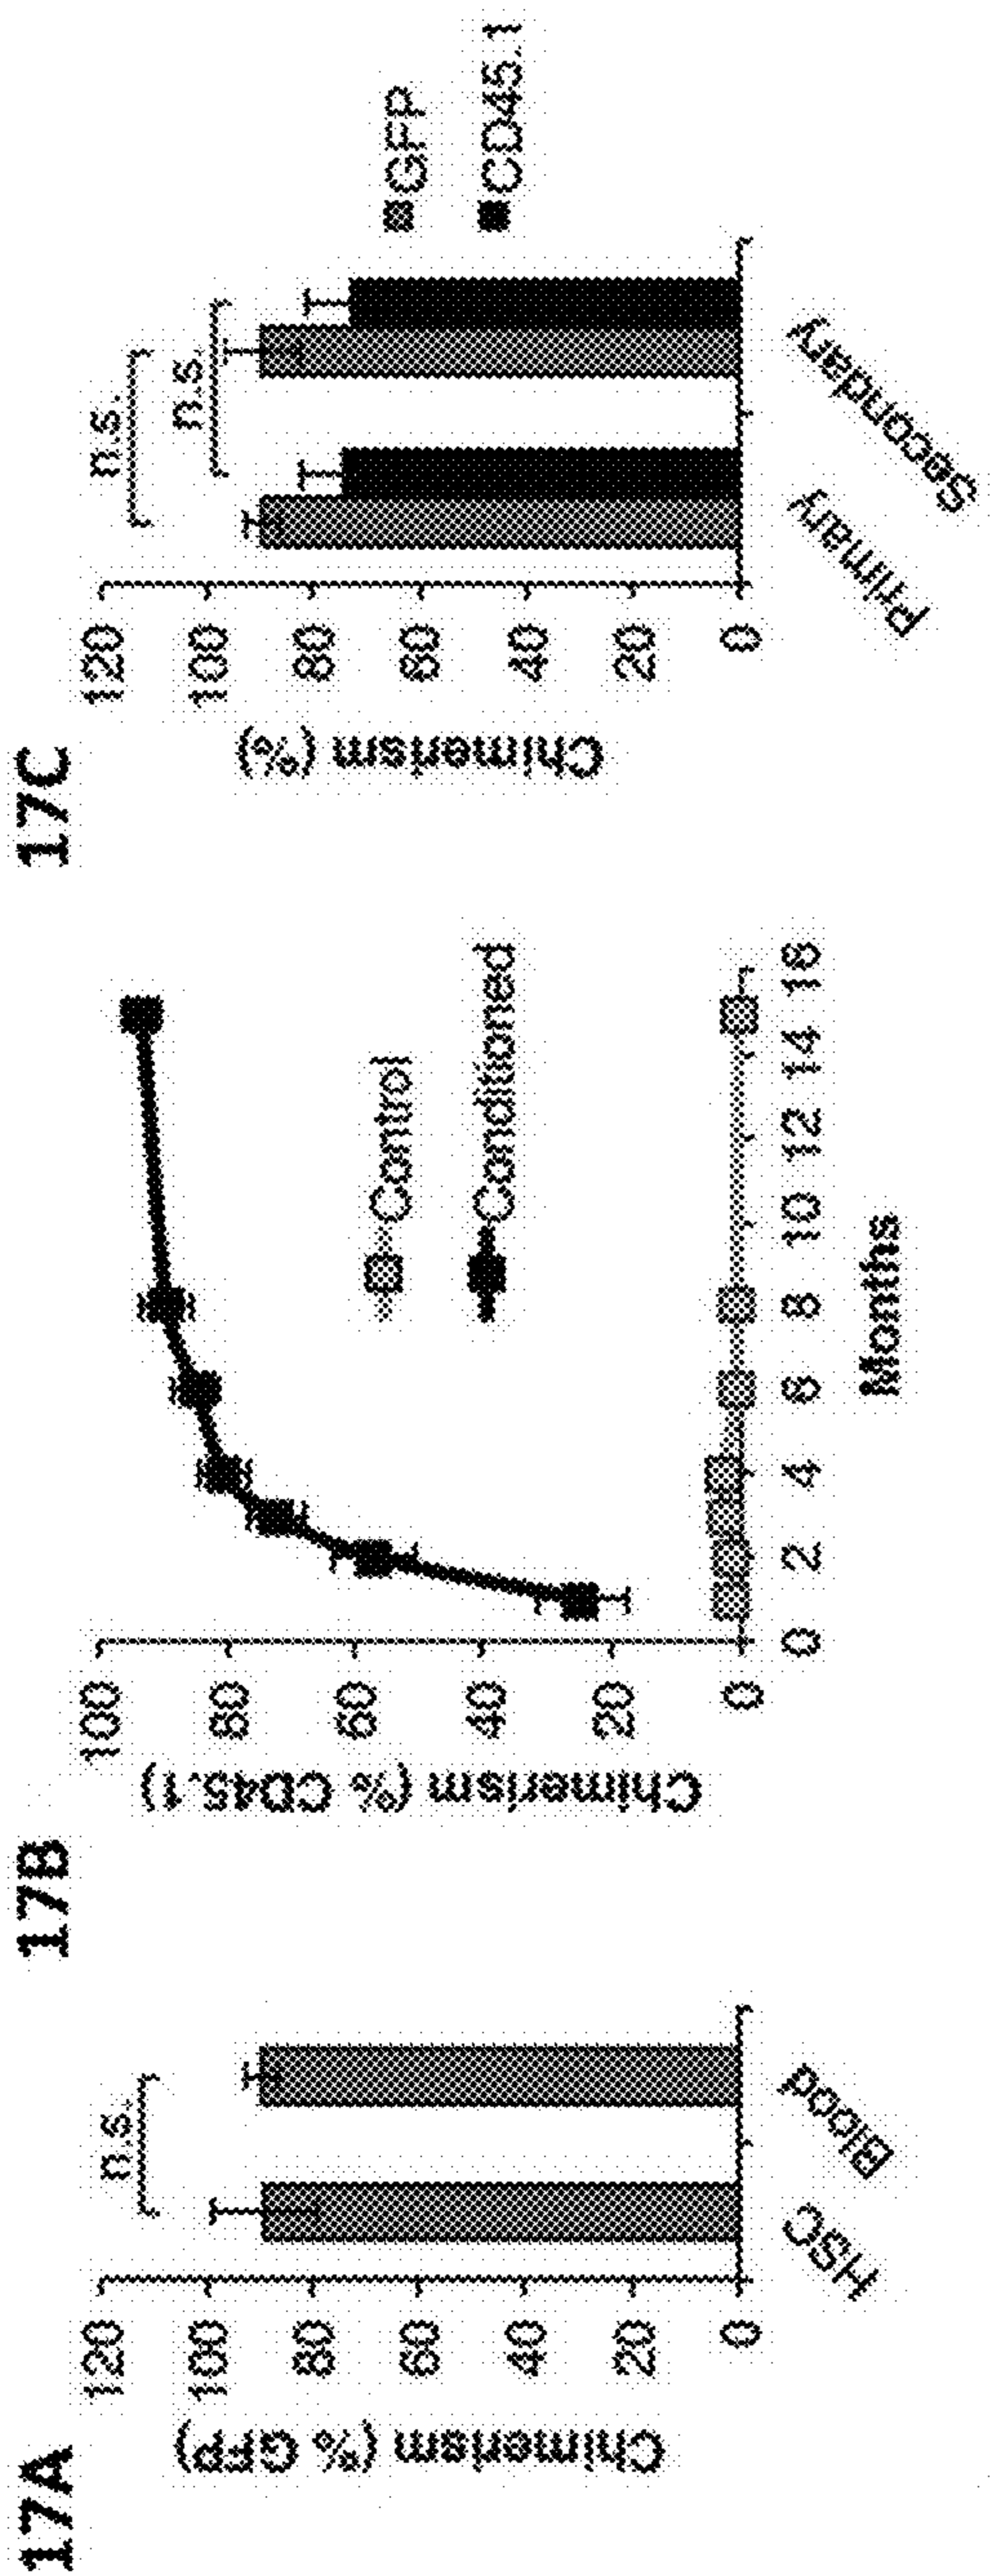 17A
Chimerism (% GFP)
120
100
80
60
40
20
0
n.s.
HSC
Blood
17B
Chimerism (% CD45.1)
100
80
60
40
20
0
Control
Conditioned
0
2
4
6
8
10
12
14
16
Months
17C
Chimerism (%)
120
100
80
60
40
20
0
n.s.
n.s.
GFP
CD45.1
Primary
Secondary